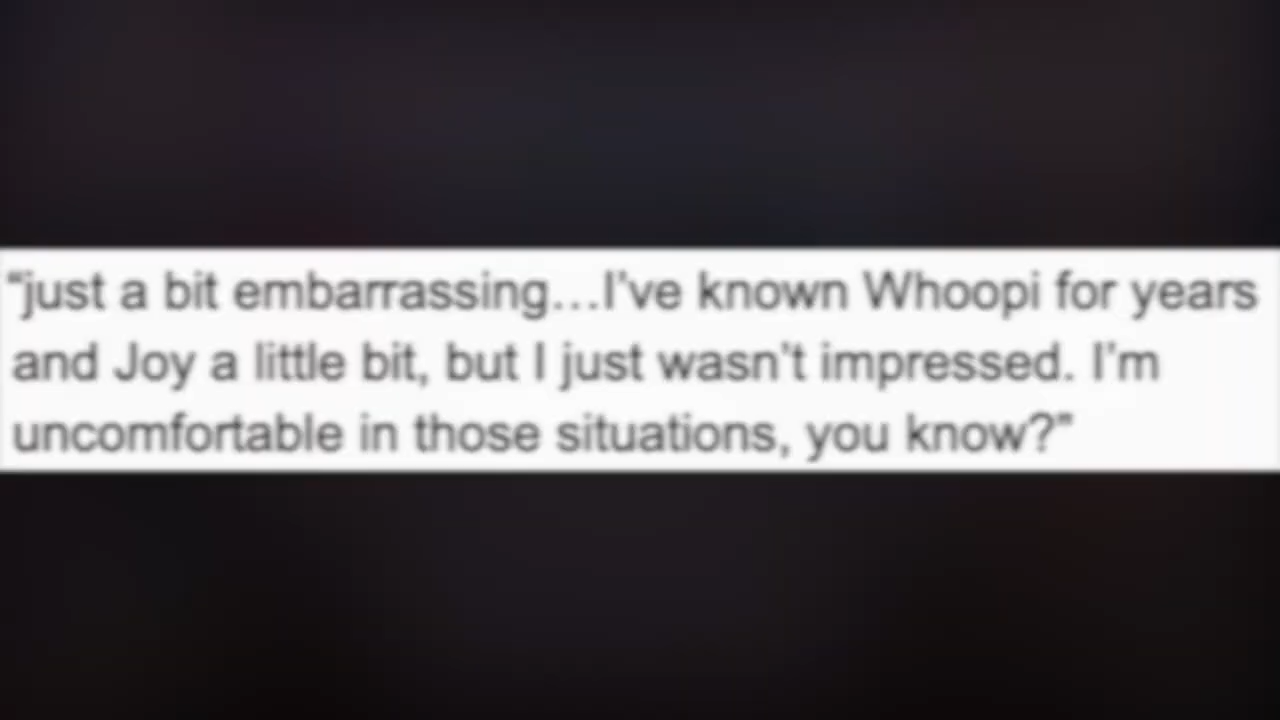 “just a bit embarrassing…I’ve known Whoopi for years
and Joy a little bit, but I just wasn’t impressed. I’m
uncomfortable in those situations, you know?”